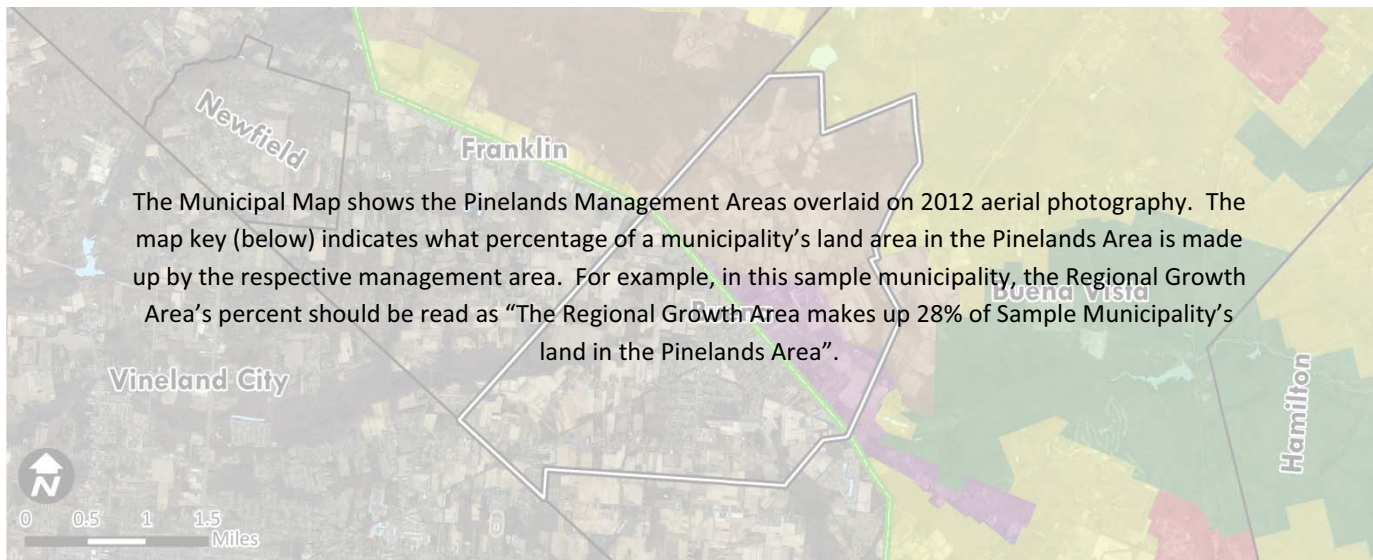 Newfield
Franklin
The Municipal Map shows the Pinelands Management Areas overlaid on 2012 aerial photography. The
map key (below) indicates what percentage of a municipality’s land area in the Pinelands Area is made
up by the respective management area. For example, in this sample municipality, the Regional Growth
Area’s percent should be read as “The Regional Growth Area makes up 28% of Sample Municipality’s
land in the Pinelands Area”.
Buena Vista
Vineland City
Hamilton
N
0 0.5 1 1.5
Miles